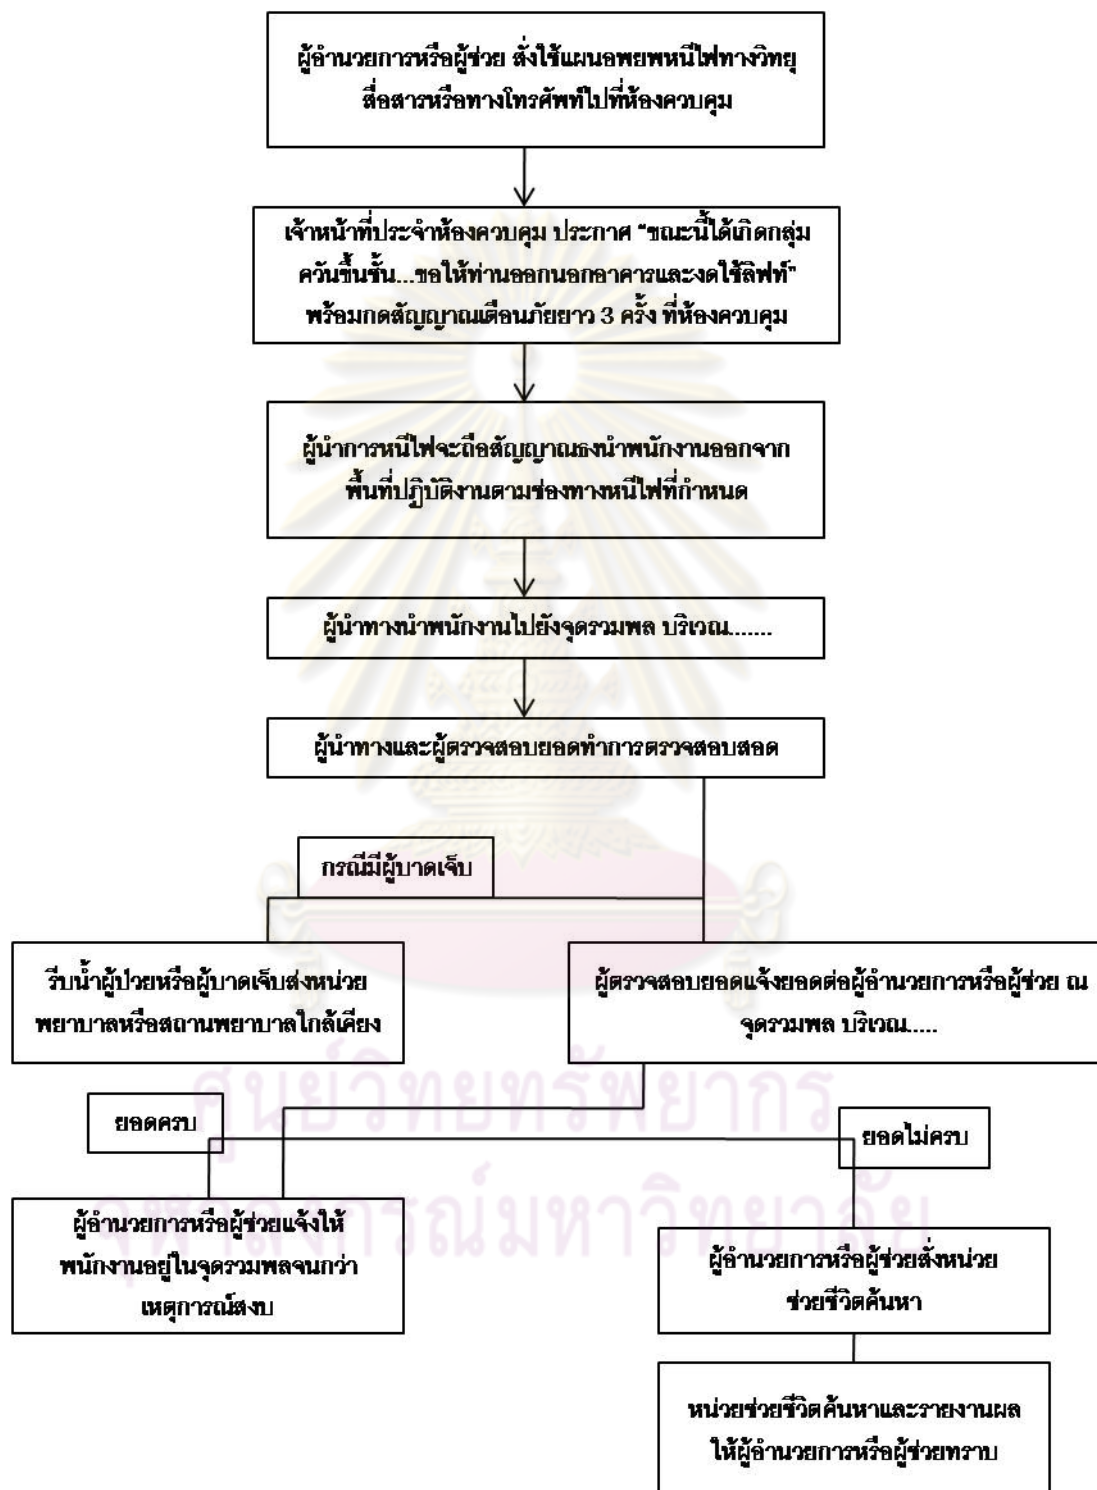 ผู้อำนวยการหรือผู้ช่วย สั่งใช้แผนอพยพหนีไฟทางวิทยุ
สื่อสารหรือทางโทรศัพท์ไปที่ห้องควบคุม
เจ้าหน้าที่ประจำห้องควบคุม ประกาศ "ขณะนี้ได้เกิดกลุ่ม
ควันขึ้นชั้น...ขอให้ท่านออกนอกอาคารและงดใช้ลิฟท์"
พร้อมกดสัญญาณเตือนภัยยาว 3 ครั้ง ที่ห้องควบคุม
ผู้นำการหนีไฟจะถือสัญญาณธงนำพนักงานออกจาก
พื้นที่ปฏิบัติงานตามช่องทางหนีไฟที่กำหนด
ผู้นำทางนำพนักงานไปยังจุดรวมพล บริเวณ.......
ผู้นำทางและผู้ตรวจสอบยอดทำการตรวจสอบสอด
กรณีมีผู้บาดเจ็บ
รีบน้ำผู้ป่วยหรือผู้บาดเจ็บส่งหน่วย
พยาบาลหรือสถานพยาบาลใกล้เคียง
ผู้ตรวจสอบยอดแจ้งยอดต่อผู้อำนวยการหรือผู้ช่วย ณ
จุดรวมพล บริเวณ.....
ศูนย์วิทยทรัพยากร
จุฬาลงกรณ์มหาวิทยาลัย
ยอดครบ
ยอดไม่ครบ
ผู้อำนวยการหรือผู้ช่วยแจ้งให้
พนักงานอยู่ในจุดรวมพลจนกว่า
เหตุการณ์สงบ
ผู้อำนวยการหรือผู้ช่วยสั่งหน่วย
ช่วยชีวิตค้นหา
หน่วยช่วยชีวิตค้นหาและรายงานผล
ให้ผู้อำนวยการหรือผู้ช่วยทราบ